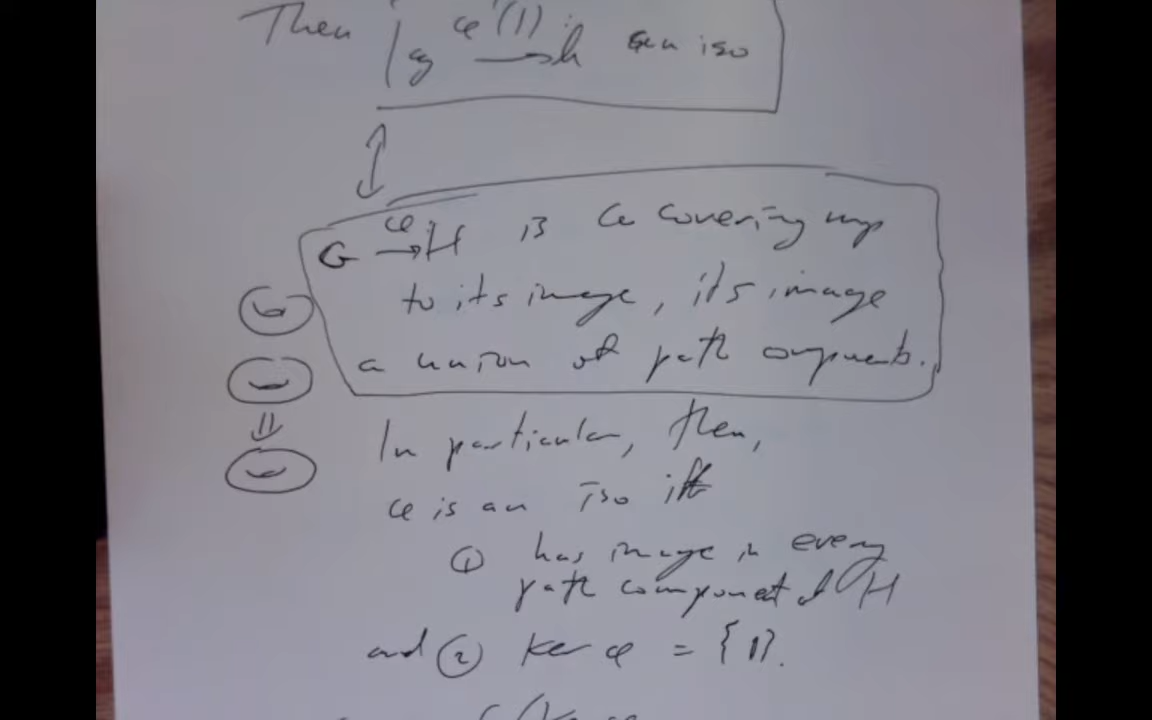 Then φ'(1): g → h an iso
G φ→ H is a covering map
to its image, its image
a union of path components.
In particular, then,
φ is an iso iff
① has image in every
path component of H
and ② ker φ = {1}.